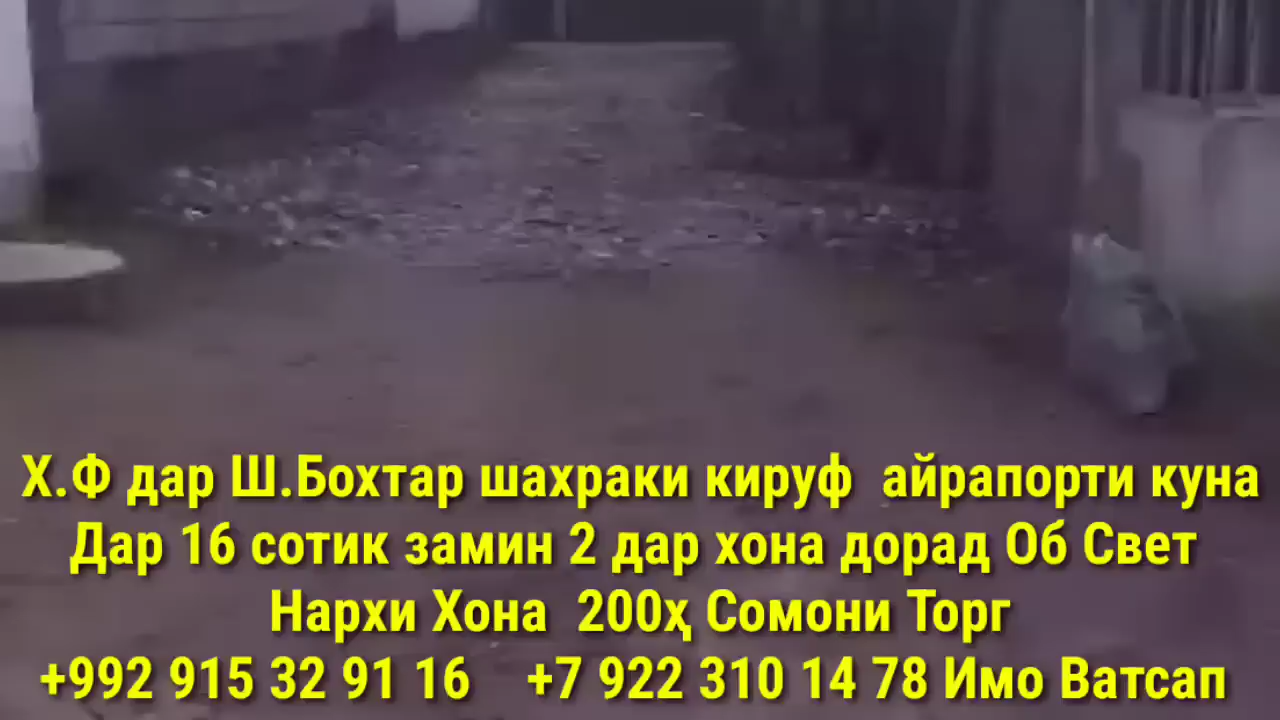 Х.Ф дар Ш.Бохтар шахраки кируф айрапорти куна
Дар 16 сотик замин 2 дар хона дорад Об Свет
Нархи Хона 200ҳ Сомони Торг
+992 915 32 91 16 +7 922 310 14 78 Имо Ватсап